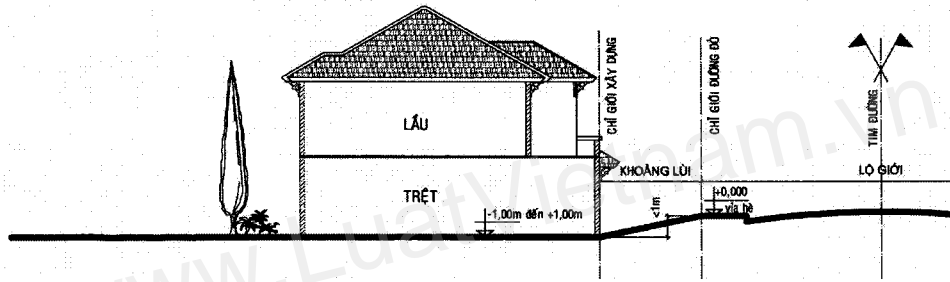 LẦU
TRỆT
-1,00m đến +1,00m
CHỈ GIỚI XÂY DỰNG
KHOẢNG LÙI
<1m
CHỈ GIỚI ĐƯỜNG ĐỎ
+0,000
vỉa hè
TIM ĐƯỜNG
LỘ GIỚI
www.LuatVietnam.vn